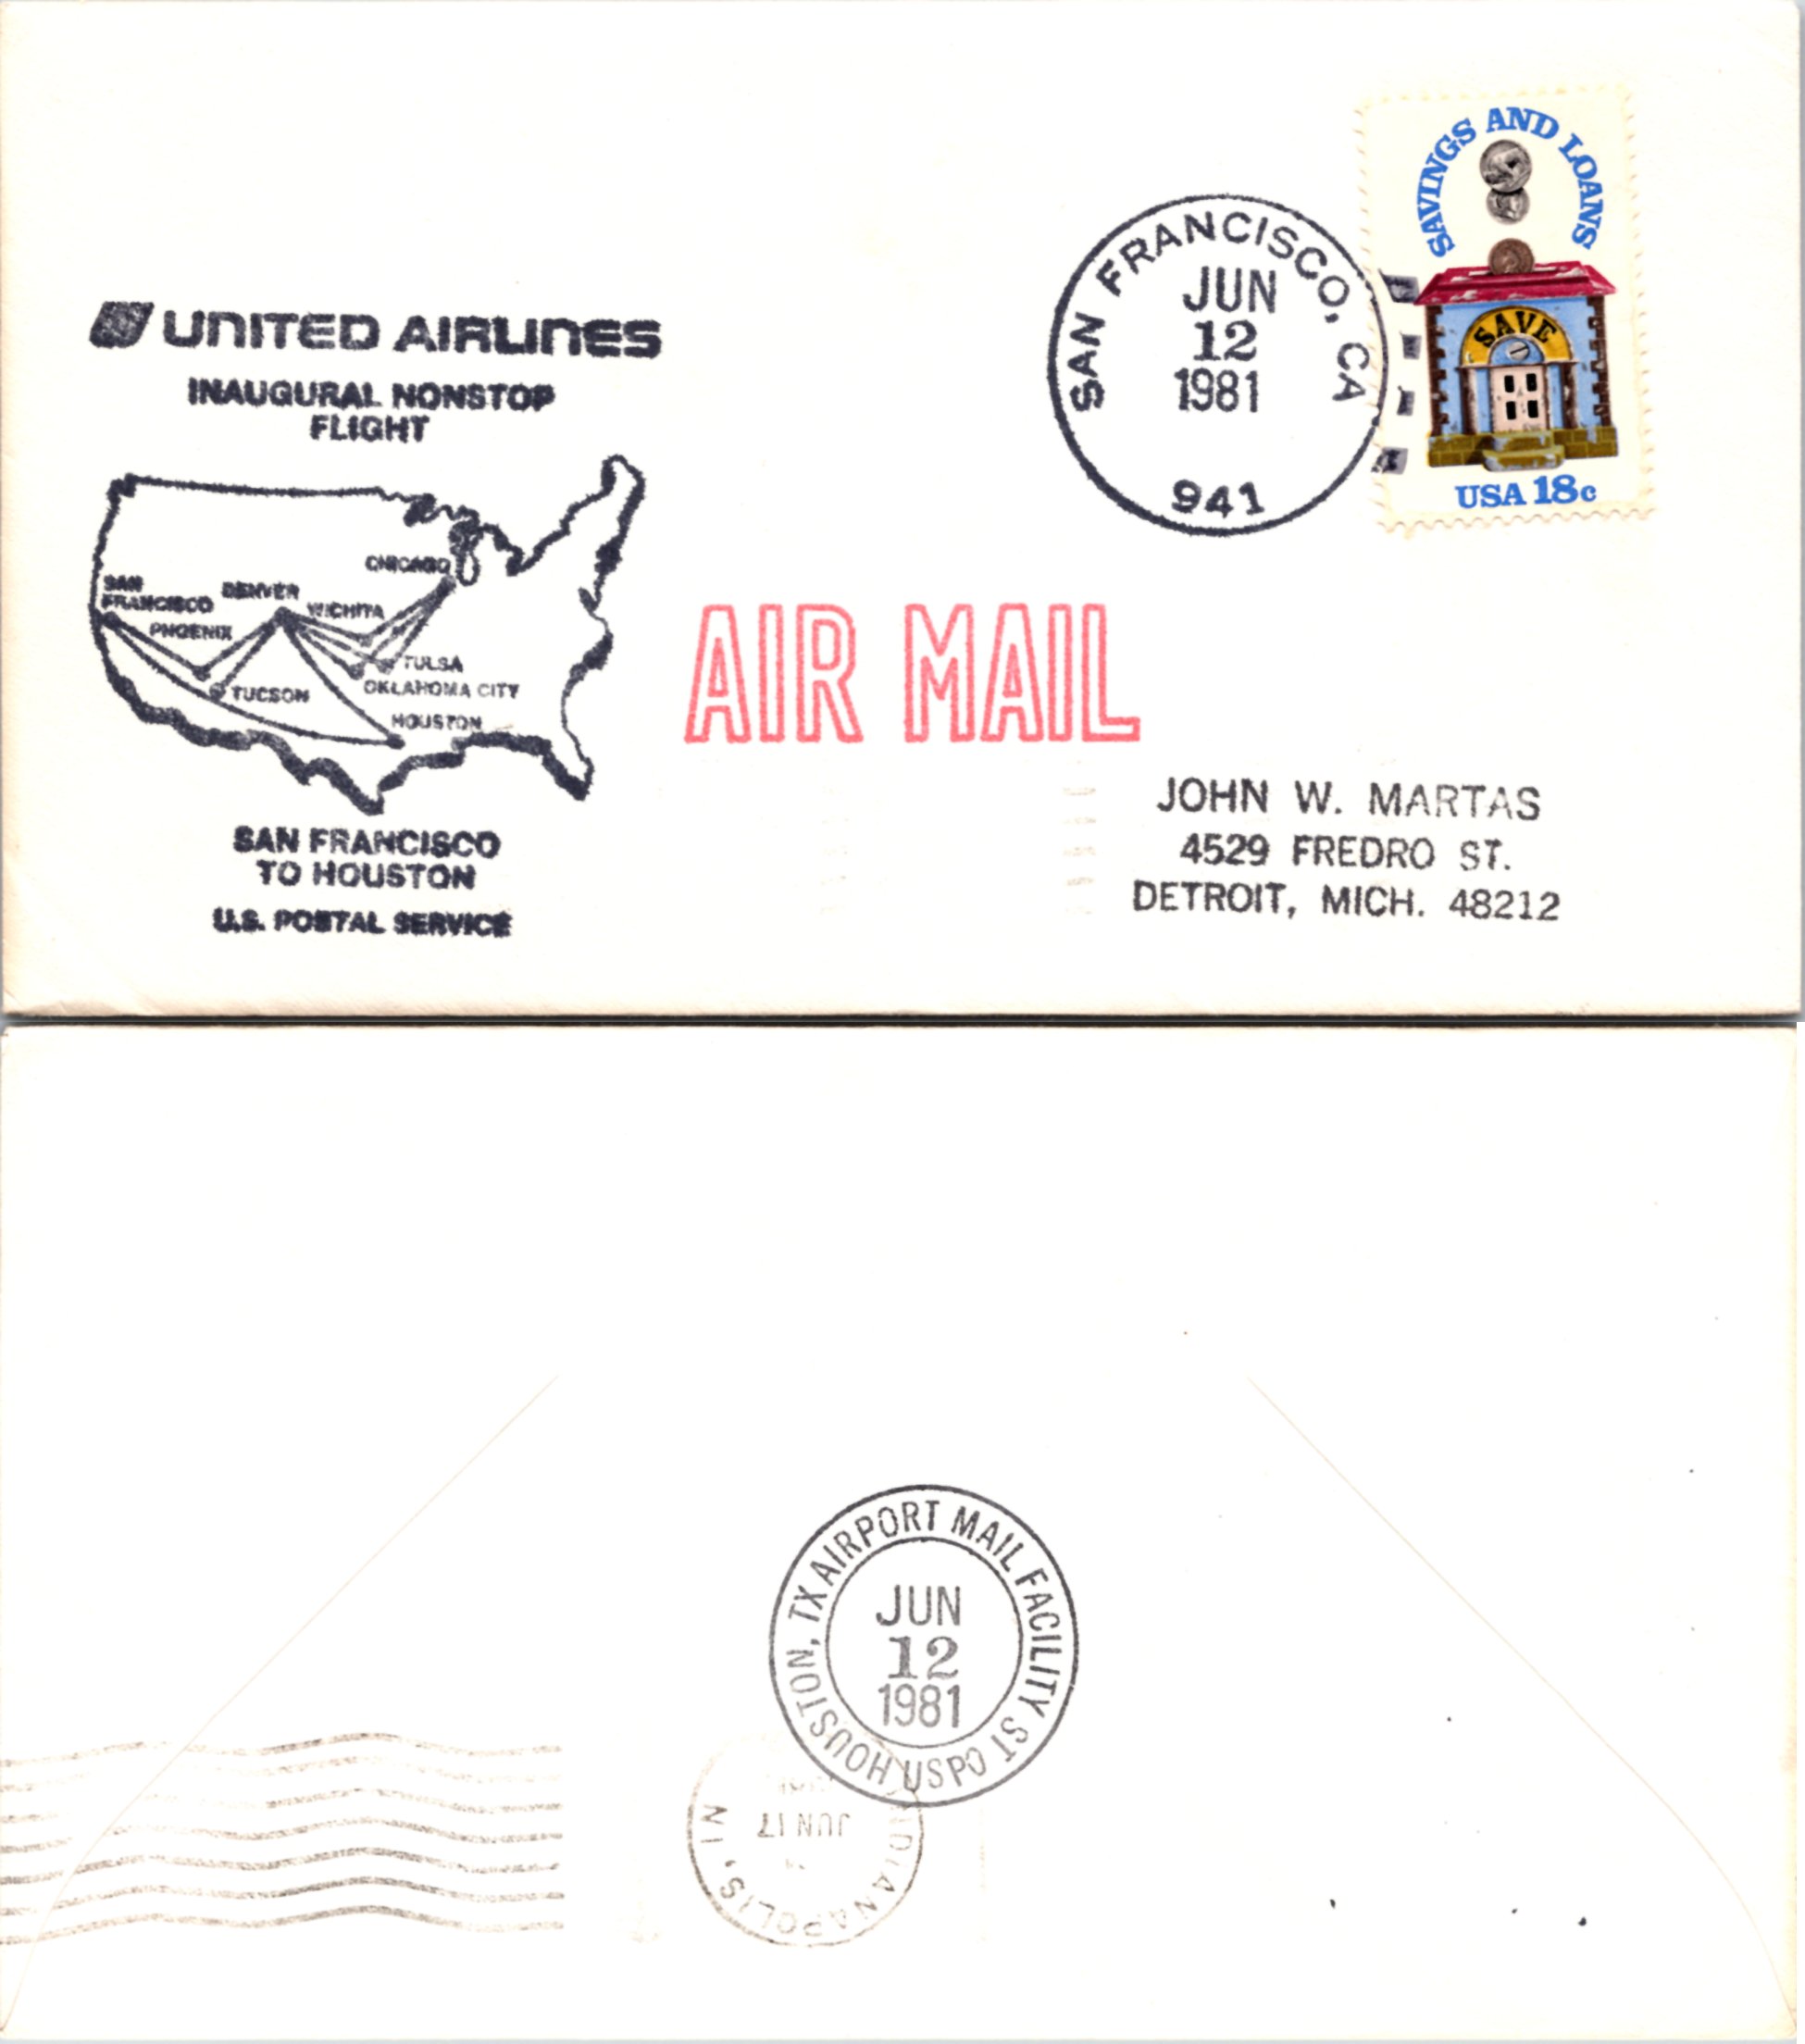 SAVINGS AND LOANS
SAVE
USA 18c
SAN FRANCISCO, CA
JUN
12
1981
941
UNITED AIRLINES
INAUGURAL NONSTOP
FLIGHT
CHICAGO
SAN
FRANCISCO
DENVER
WICHITA
PHOENIX
TULSA
TUCSON
OKLAHOMA CITY
HOUSTON
SAN FRANCISCO
TO HOUSTON
U.S. POSTAL SERVICE
AIR MAIL
JOHN W. MARTAS
4529 FREDRO ST.
DETROIT, MICH. 48212
HOUSTON, TX AIRPORT MAIL FACILITY
USPO
JUN
12
1981
INDIANAPOLIS, IN
JUN 17